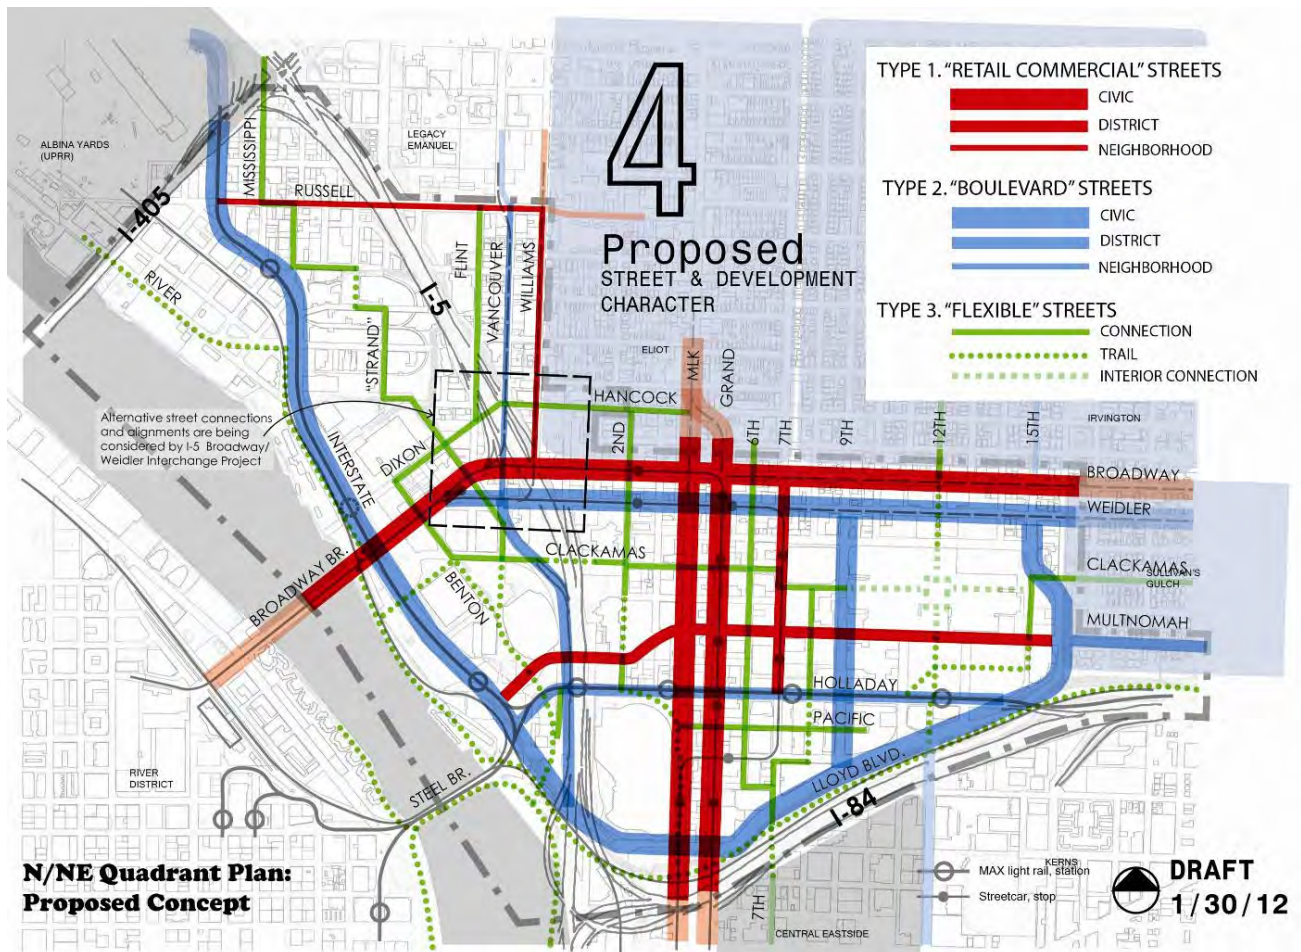 4
Proposed
STREET & DEVELOPMENT
CHARACTER
TYPE 1. "RETAIL COMMERCIAL" STREETS
CIVIC
DISTRICT
NEIGHBORHOOD
TYPE 2. "BOULEVARD" STREETS
CIVIC
DISTRICT
NEIGHBORHOOD
TYPE 3. "FLEXIBLE" STREETS
CONNECTION
TRAIL
INTERIOR CONNECTION
ALBINA YARDS
(UPRR)
MISSISSIPPI
LEGACY
EMANUEL
RUSSELL
I-405
RIVER
I-5
FLINT
VANCOUVER
WILLIAMS
"STRAND"
ELIOT
MLK
GRAND
HANCOCK
2ND
6TH
7TH
9TH
12TH
15TH
IRVINGTON
Alternative street connections
and alignments are being
considered by I-5 Broadway/
Weidler Interchange Project
DIXON
INTERSTATE
BROADWAY
WEIDLER
CLACKAMAS
CLACKAMAS
SULLIVAN'S
GULCH
BROADWAY BR.
BENTON
MULTNOMAH
HOLLADAY
PACIFIC
LLOYD BLVD.
I-84
RIVER
DISTRICT
STEEL BR.
N/NE Quadrant Plan:
Proposed Concept
7TH
CENTRAL EASTSIDE
KERNS
MAX light rail, station
Streetcar, stop
DRAFT
1/30/12